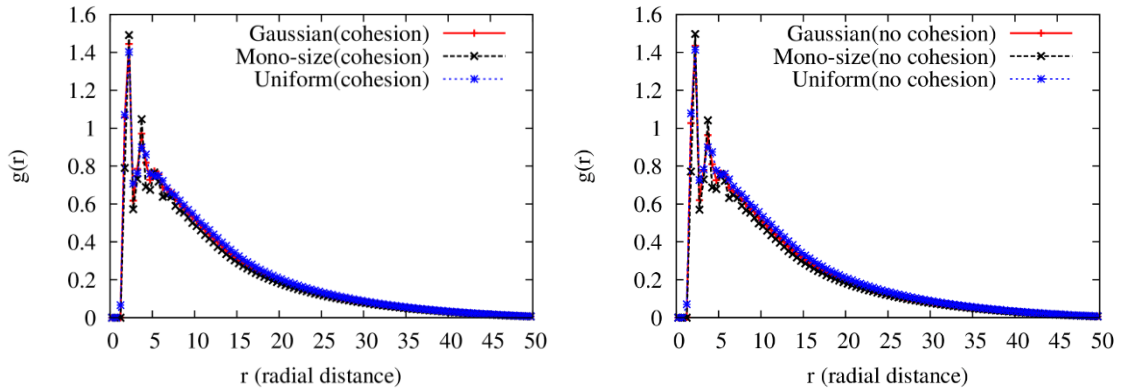 1.6
1.4
1.2
1
0.8
0.6
0.4
0.2
0
g(r)
Gaussian(cohesion)
Mono-size(cohesion)
Uniform(cohesion)
0 5 10 15 20 25 30 35 40 45 50
r (radial distance)
1.6
1.4
1.2
1
0.8
0.6
0.4
0.2
0
g(r)
Gaussian(no cohesion)
Mono-size(no cohesion)
Uniform(no cohesion)
0 5 10 15 20 25 30 35 40 45 50
r (radial distance)